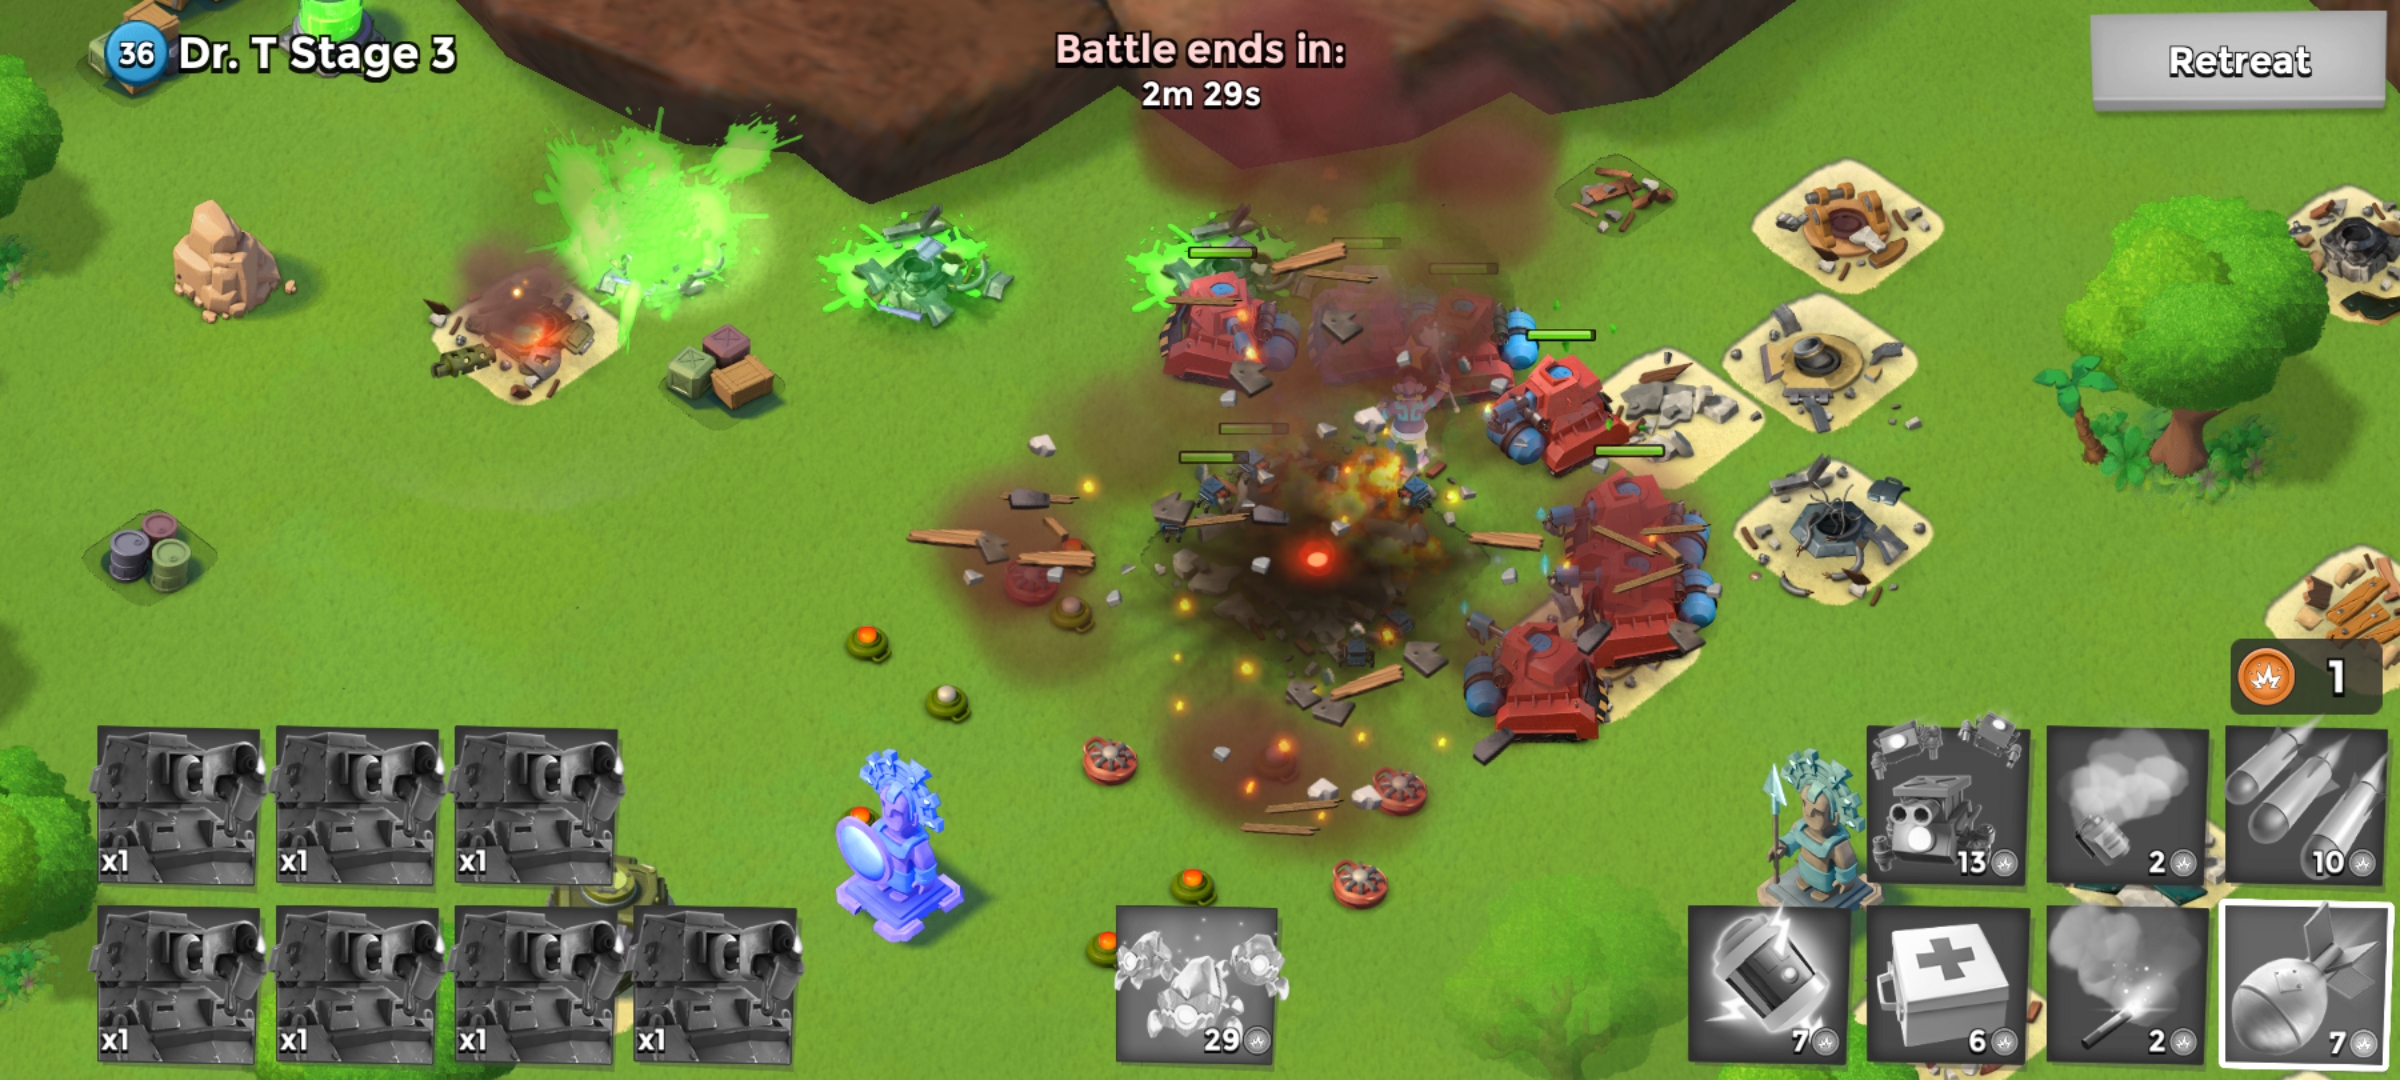 36 Dr. T Stage 3
Battle ends in:
2m 29s
Retreat
1
x1 x1 x1
13 2 10
x1 x1 x1 x1
29
7 6 2 7